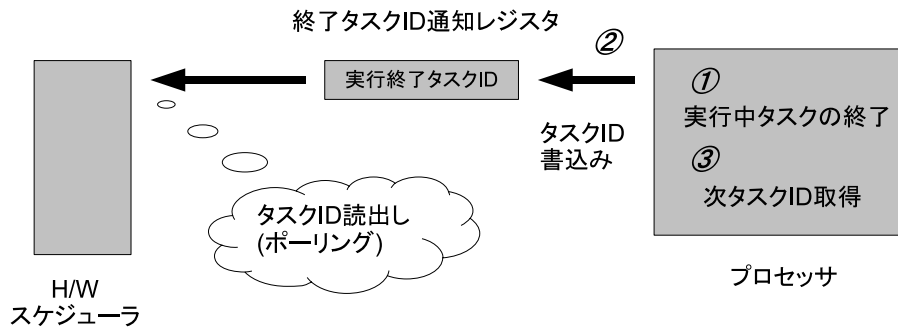 終了タスクID通知レジスタ
②
実行終了タスクID
①
実行中タスクの終了
タスクID
書込み
③
次タスクID取得
タスクID読出し
(ポーリング)
プロセッサ
H/W
スケジューラ